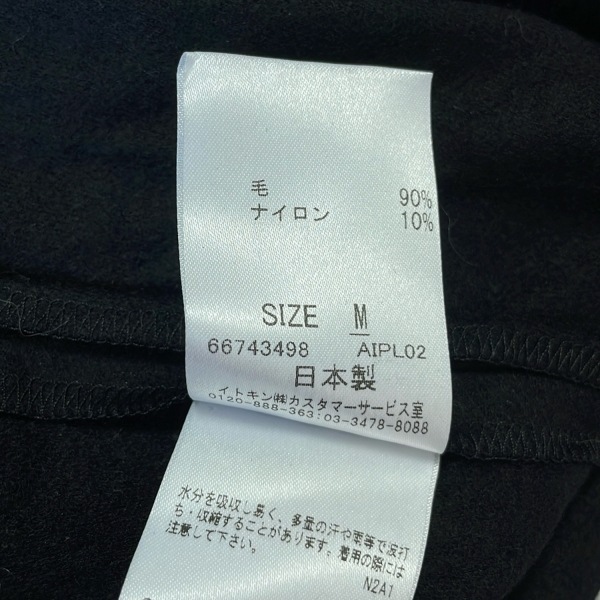 毛 90%
ナイロン 10%
SIZE M
66743498 AIPL02
日本製
イトキン㈱カスタマーサービス室
0120-888-363:03-3478-8088
水分を吸収し易く、多量の汗や雨等で波打
ち・収縮することがあります。着用の際には
注意して下さい。
N2A1